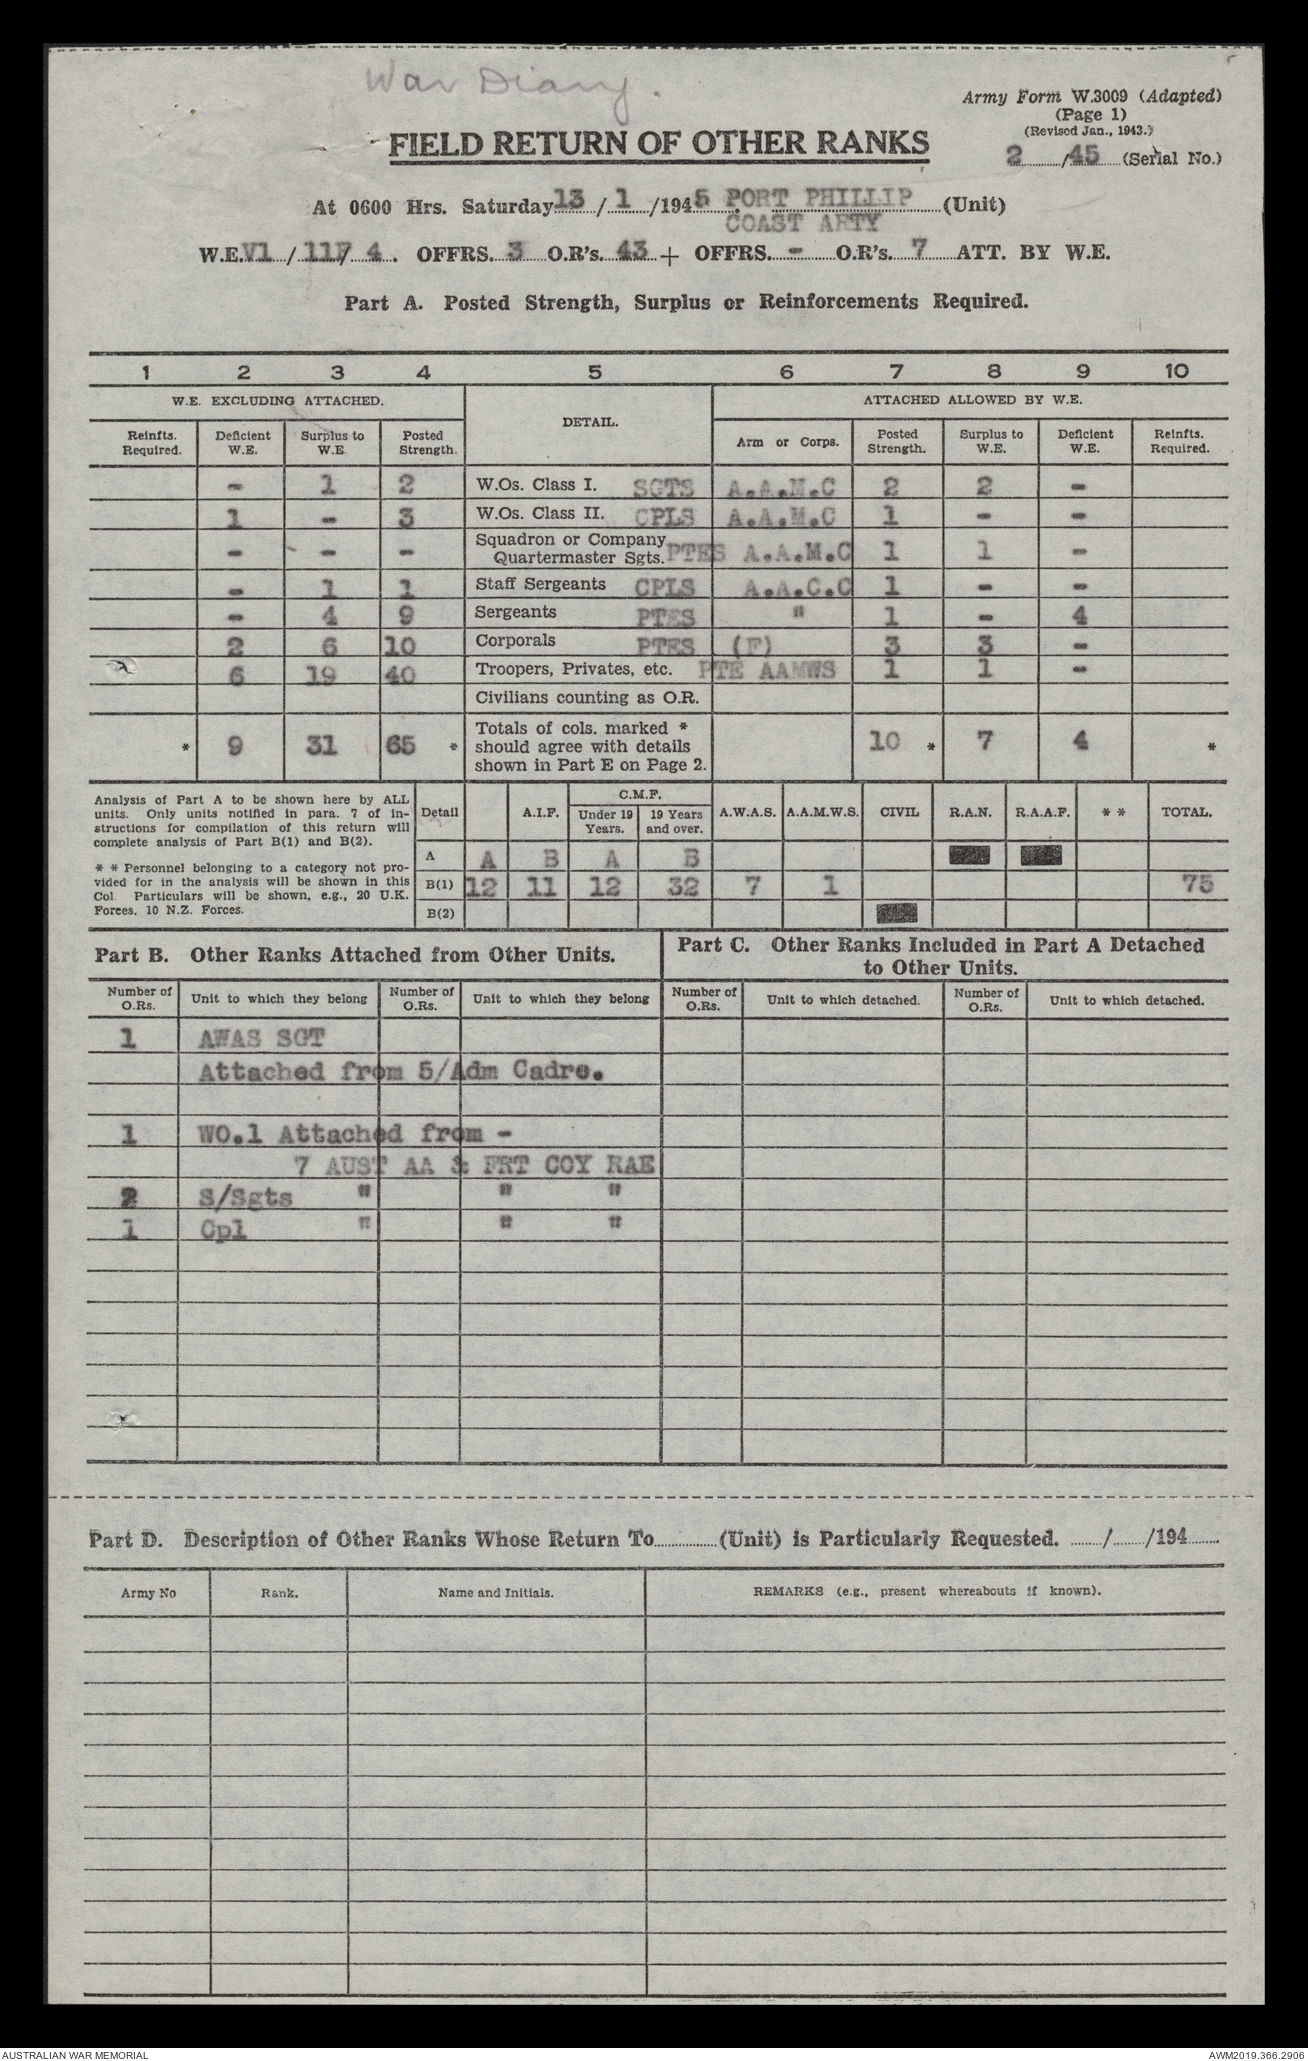 War Diary.
Army Form W.3009 (Adapted)
(Page 1)
(Revised Jan., 1943.)
FIELD RETURN OF OTHER RANKS
2 /45 (Serial No.)
At 0600 Hrs. Saturday 13 / 1 /1945 PORT PHILLIP (Unit)
COAST ARTY
W.E. V1 / 117 / 4 . OFFRS. 3 O.R's. 43 + OFFRS. - O.R's. 7 ATT. BY W.E.
Part A. Posted Strength, Surplus or Reinforcements Required.
1 2 3 4 5 6 7 8 9 10
W.E. EXCLUDING ATTACHED. DETAIL. ATTACHED ALLOWED BY W.E.
Reinfts. Required. Deficient W.E. Surplus to W.E. Posted Strength. Arm or Corps. Posted Strength. Surplus to W.E. Deficient W.E. Reinfts. Required.
- 1 2 W.Os. Class I. SGTS A.A.M.C 2 2 -
1 - 3 W.Os. Class II. CPLS A.A.M.C 1 - -
- - - Squadron or Company Quartermaster Sgts. PTES A.A.M.C 1 1 -
- 1 1 Staff Sergeants CPLS A.A.C.C 1 - -
- 4 9 Sergeants PTES " 1 - 4
2 6 10 Corporals PTES (F) 3 3 -
6 19 40 Troopers, Privates, etc. PTE AAMWS 1 1 -
Civilians counting as O.R.
* 9 31 65 * Totals of cols. marked * should agree with details shown in Part E on Page 2. 10 * 7 4 *
Analysis of Part A to be shown here by ALL
units. Only units notified in para. 7 of in-
structions for compilation of this return will
complete analysis of Part B(1) and B(2).
* * Personnel belonging to a category not pro-
vided for in the analysis will be shown in this
Col Particulars will be shown, e.g., 20 U.K.
Forces, 10 N.Z. Forces.
Detail A.I.F. C.M.F. Under 19 Years. 19 Years and over. A.W.A.S. A.A.M.W.S. CIVIL R.A.N. R.A.A.F. * * TOTAL.
A A B A B
B(1) 12 11 12 32 7 1 75
B(2)
Part B. Other Ranks Attached from Other Units.
Part C. Other Ranks Included in Part A Detached
to Other Units.
Number of O.Rs. Unit to which they belong Number of O.Rs. Unit to which they belong Number of O.Rs. Unit to which detached. Number of O.Rs. Unit to which detached.
1 AWAS SGT
Attached from 5/Adm Cadre.
1 WO.1 Attached from -
7 AUST AA & FRT COY RAE
2 S/Sgts " " "
1 Cpl " " "
Part D. Description of Other Ranks Whose Return To (Unit) is Particularly Requested. / /194
Army No Rank. Name and Initials. REMARKS (e.g., present whereabouts if known).
AUSTRALIAN WAR MEMORIAL AWM2019.366.2906